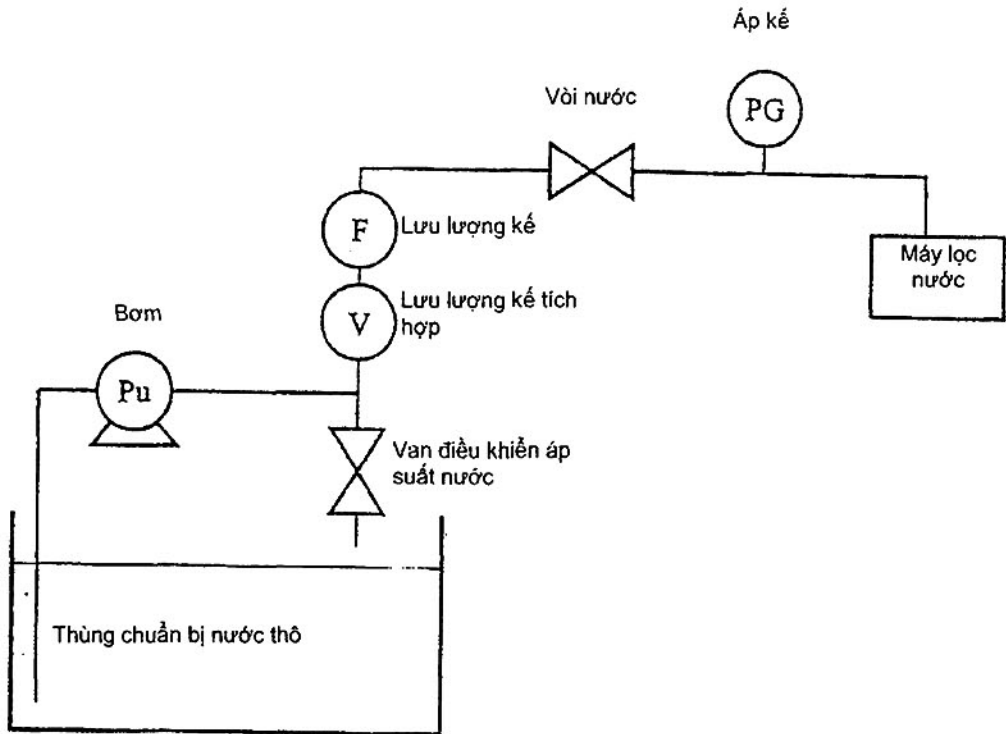 Áp kế
PG
Vòi nước
F
Lưu lượng kế
V
Lưu lượng kế tích
hợp
Máy lọc
nước
Bơm
Pu
Van điều khiển áp
suất nước
Thùng chuẩn bị nước thô